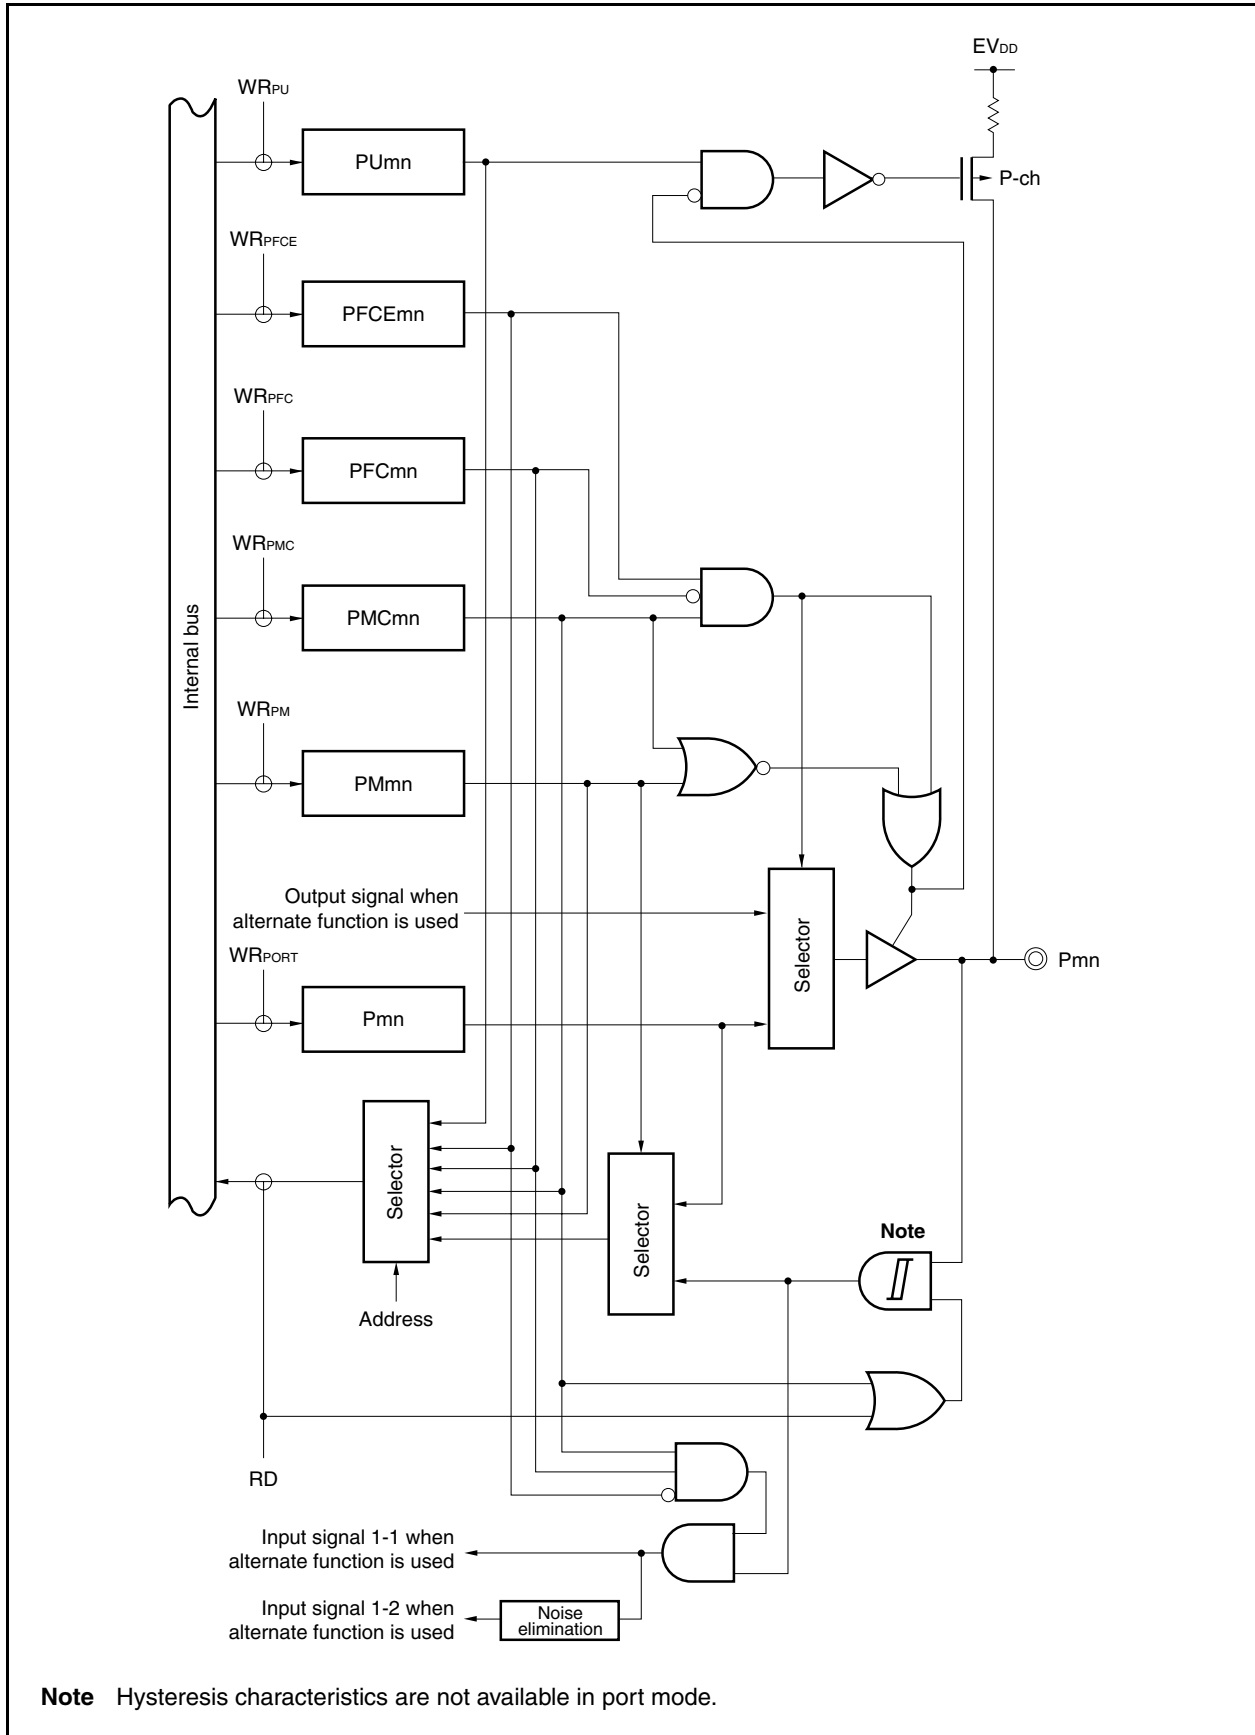 EVDD
WRPU
PUmn
P-ch
WRPFCE
PFCEmn
WRPFC
PFCmn
WRPMC
PMCmn
Internal bus
WRPM
PMmn
Output signal when
alternate function is used
Selector
WRPORT
Pmn
Pmn
Selector
Selector
Note
Address
RD
Input signal 1-1 when
alternate function is used
Input signal 1-2 when
alternate function is used
Noise
elimination
Note Hysteresis characteristics are not available in port mode.